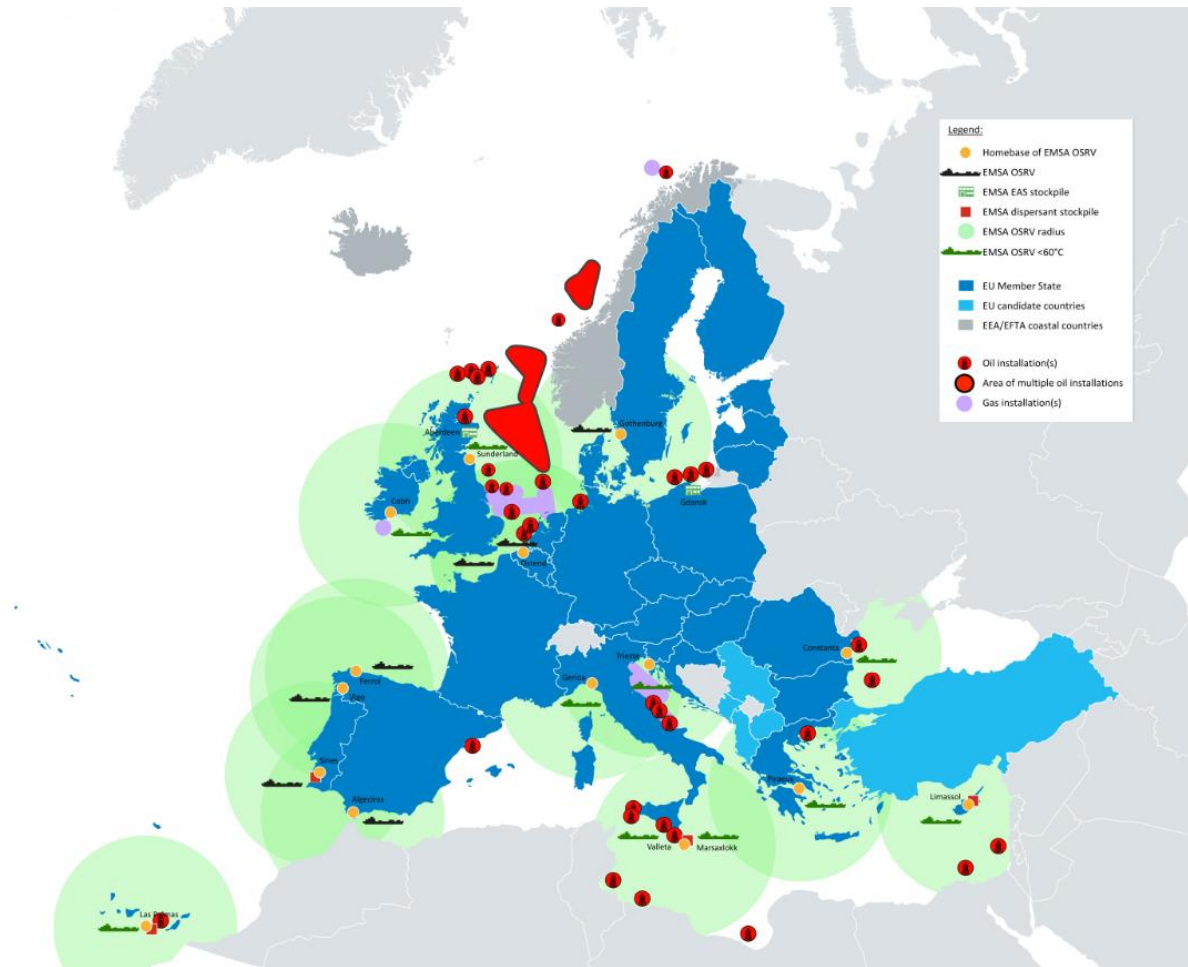 Legend:
Homebase of EMSA OSRV
EMSA OSRV
EMSA EAS stockpile
EMSA dispersant stockpile
EMSA OSRV radius
EMSA OSRV <60°C
EU Member State
EU candidate countries
EEA/EFTA coastal countries
Oil installation(s)
Area of multiple oil installations
Gas installation(s)
Gothenburg
Aberdeen
Sunderland
Gdansk
Cobh
Ostend
Constanta
Trieste
Genoa
Ferrol
Vigo
Sines
Algeciras
Piraeus
Limassol
Valleta
Marsaxlokk
Las Palmas